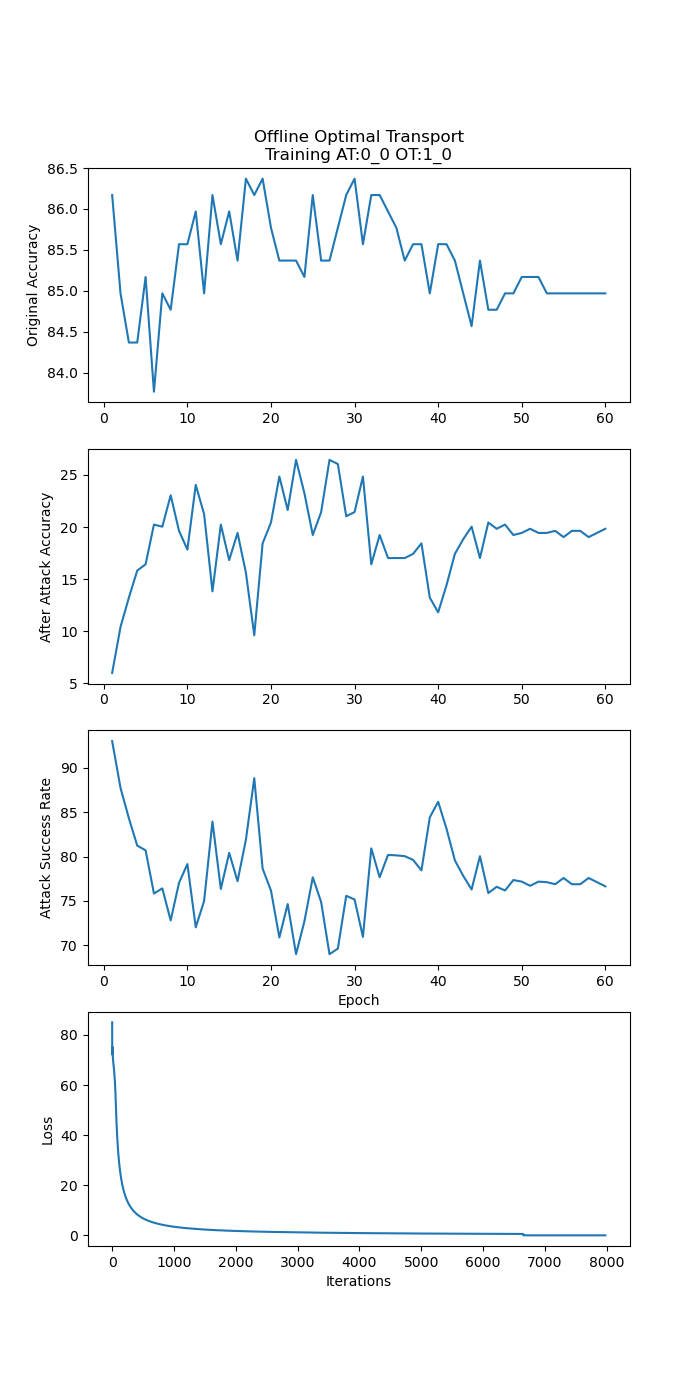 Offline Optimal Transport
Training AT:0_0 OT:1_0
Original Accuracy
86.5
86.0
85.5
85.0
84.5
84.0
0 10 20 30 40 50 60
After Attack Accuracy
25
20
15
10
5
0 10 20 30 40 50 60
Attack Success Rate
90
85
80
75
70
0 10 20 30 40 50 60
Epoch
Loss
80
60
40
20
0
0 1000 2000 3000 4000 5000 6000 7000 8000
Iterations